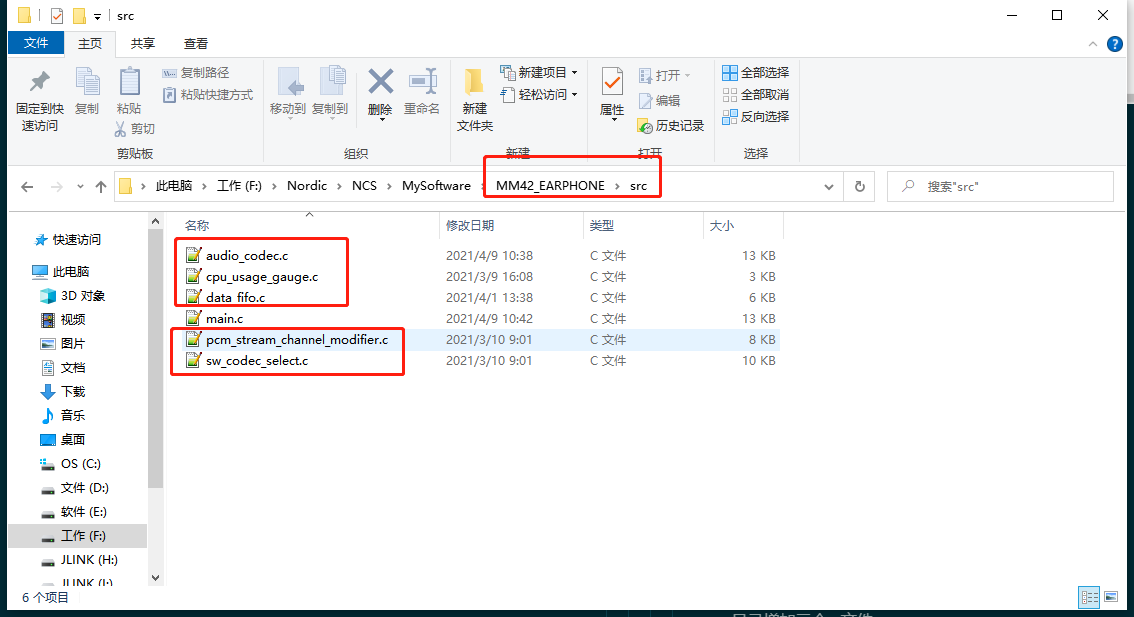 src
文件 主页 共享 查看
固定到快速访问
复制
粘贴
复制路径
粘贴快捷方式
剪切
剪贴板
移动到
复制到
删除
重命名
组织
新建文件夹
新建项目
轻松访问
新建
属性
打开
编辑
历史记录
打开
全部选择
全部取消
反向选择
选择
此电脑 工作 (F:) Nordic NCS MySoftware MM42_EARPHONE src
搜索"src"
快速访问
此电脑
3D 对象
视频
图片
文档
下载
音乐
桌面
OS (C:)
文件 (D:)
软件 (E:)
工作 (F:)
JLINK (H:)
JLINK (I:)
名称 修改日期 类型 大小
audio_codec.c 2021/4/9 10:38 C 文件 13 KB
cpu_usage_gauge.c 2021/3/9 16:08 C 文件 3 KB
data_fifo.c 2021/4/1 13:38 C 文件 6 KB
main.c 2021/4/9 10:42 C 文件 13 KB
pcm_stream_channel_modifier.c 2021/3/10 9:01 C 文件 8 KB
sw_codec_select.c 2021/3/10 9:01 C 文件 10 KB
6 个项目